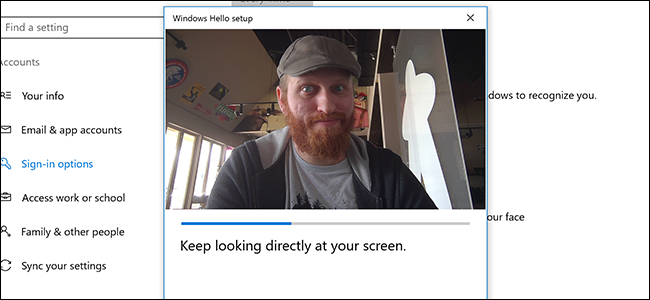 Windows Hello setup
Find a setting
Accounts
Your info
Email & app accounts
Sign-in options
Access work or school
Family & other people
Sync your settings
dows to recognize you.
our face
Keep looking directly at your screen.